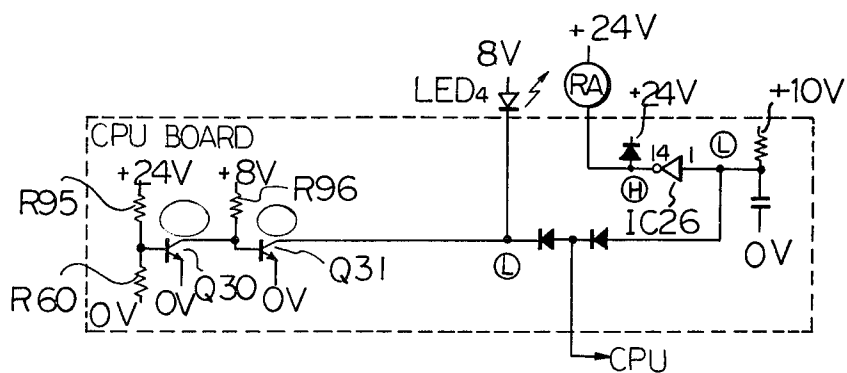 +24V
8V
LED4
RA
+24V
+10V
CPU BOARD
L
14
1
+24V
+8V
R96
H
IC26
R95
0V
L
Q31
Q30
R60
0V
0V
0V
CPU